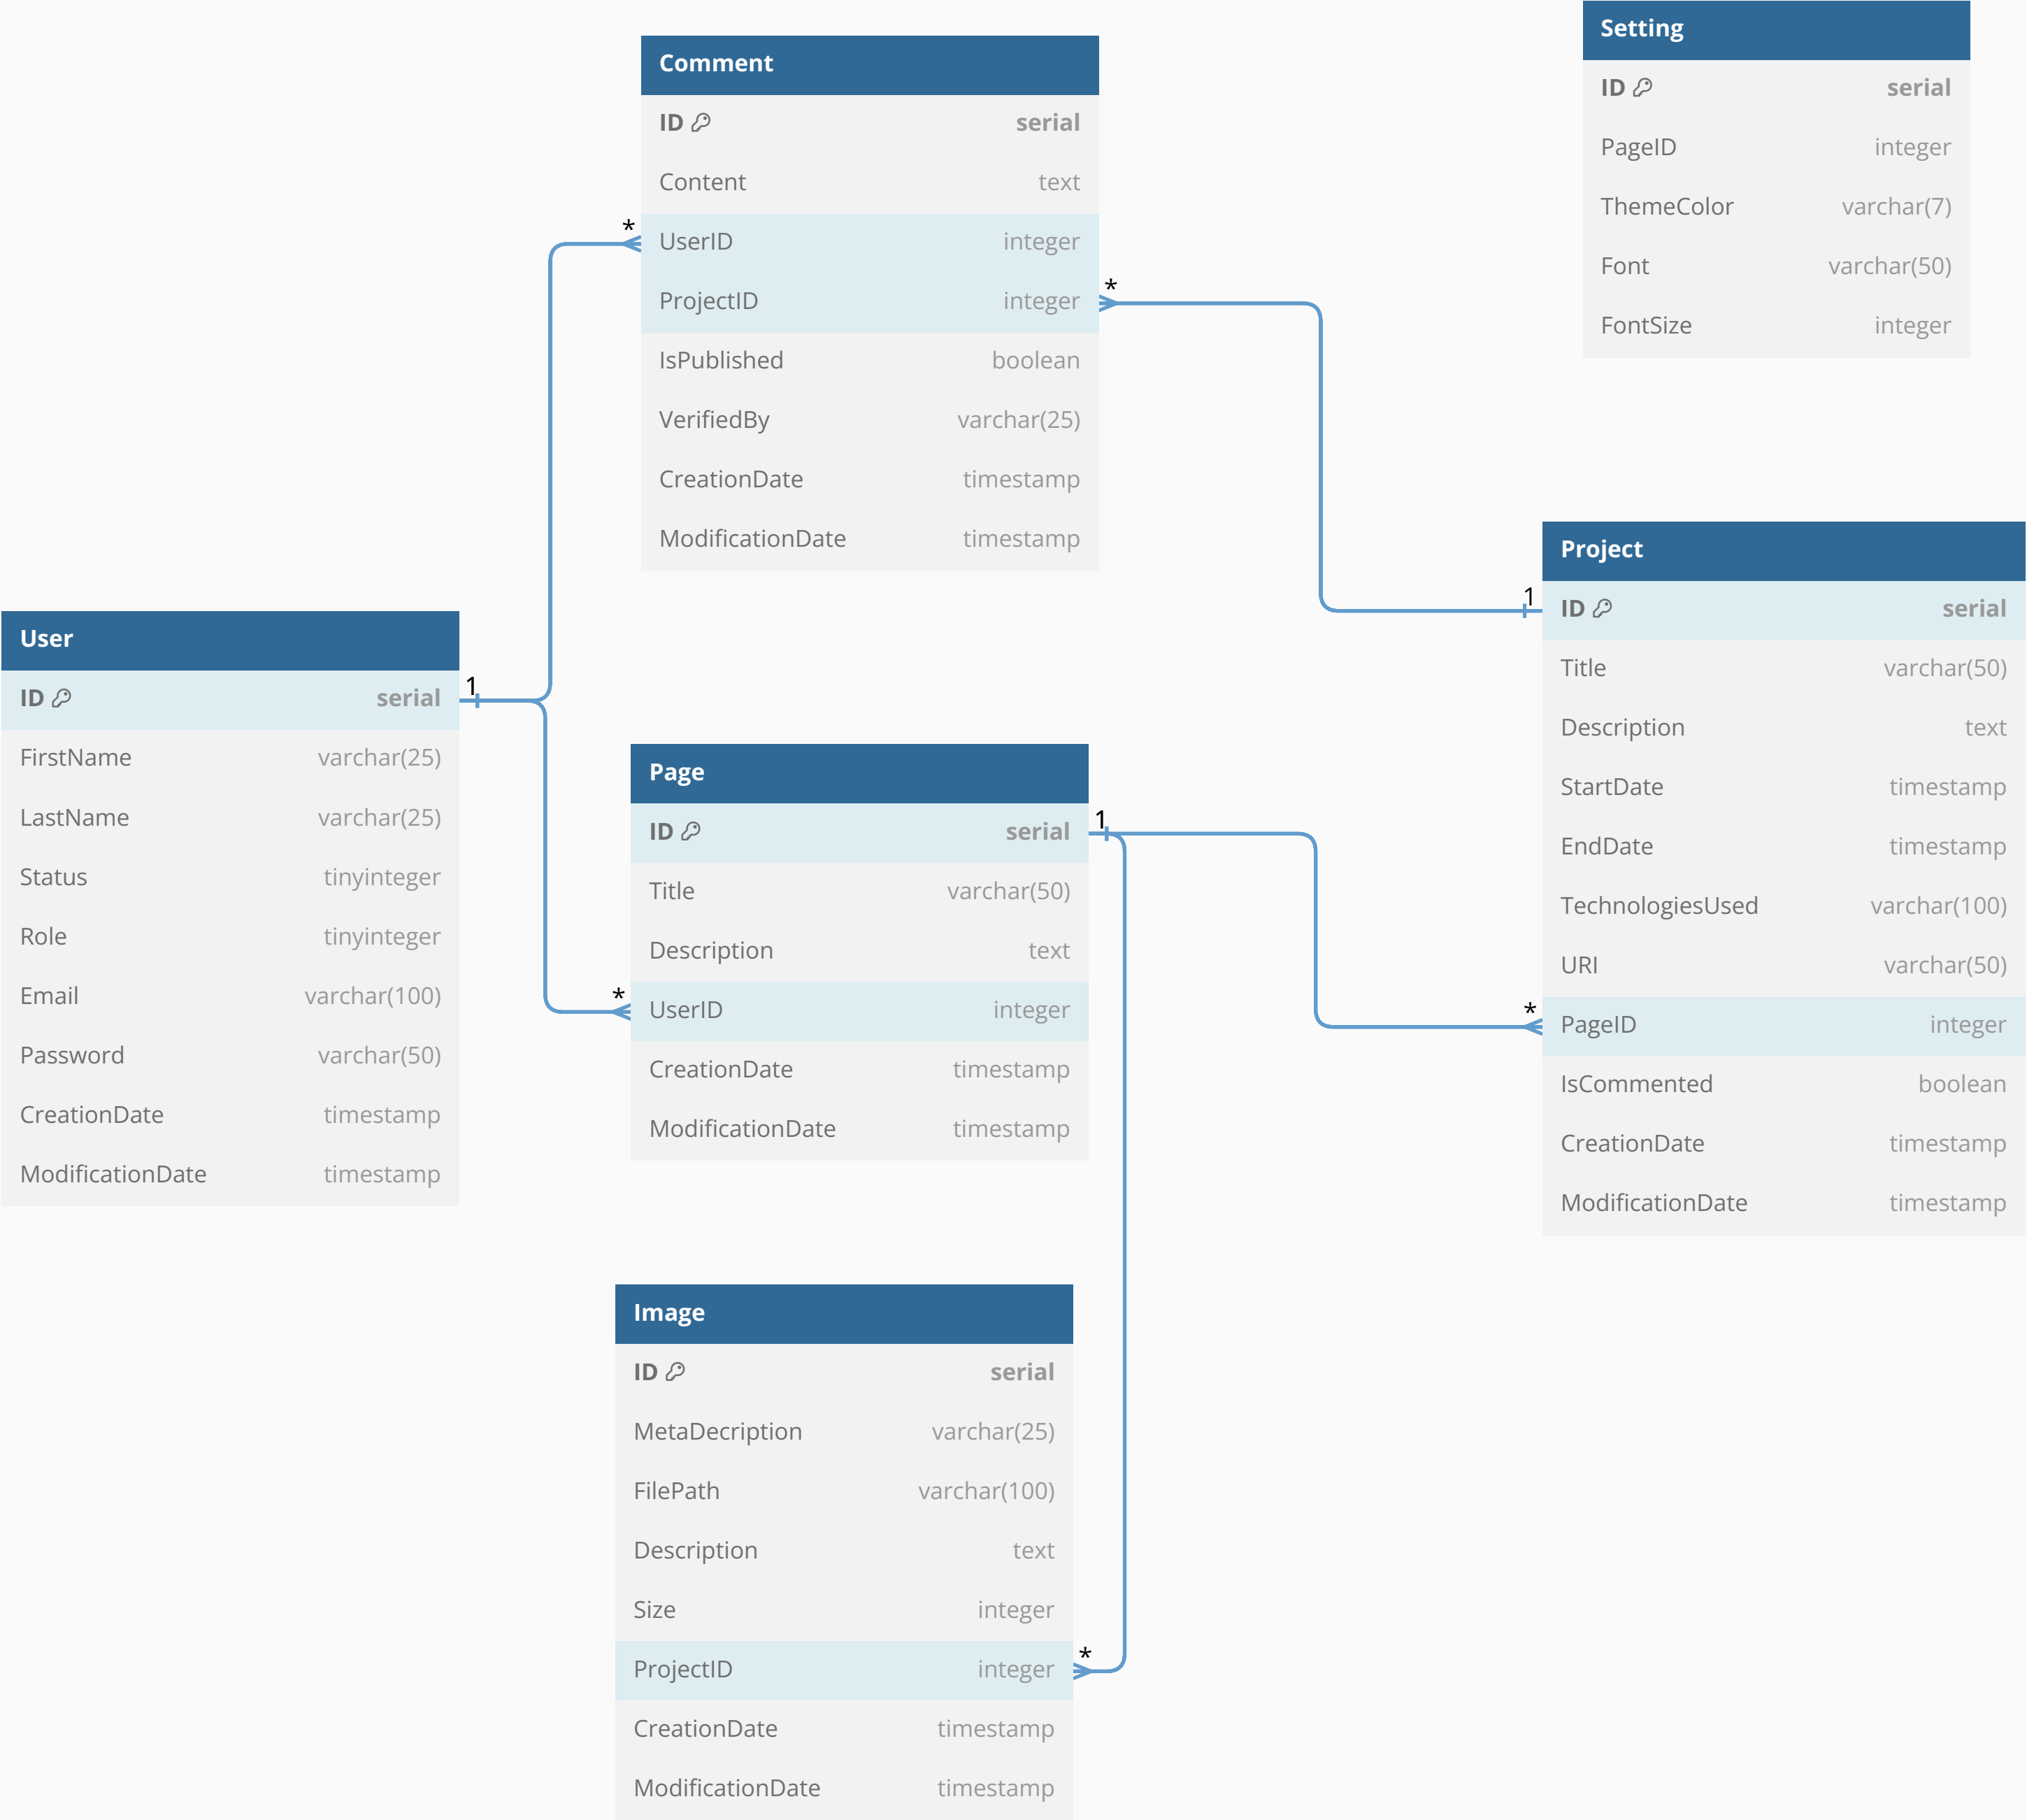 Setting
ID serial
PageID integer
ThemeColor varchar(7)
Font varchar(50)
FontSize integer
Comment
ID serial
Content text
* UserID integer
ProjectID integer *
IsPublished boolean
VerifiedBy varchar(25)
CreationDate timestamp
ModificationDate timestamp
Project
1 ID serial
Title varchar(50)
Description text
StartDate timestamp
EndDate timestamp
TechnologiesUsed varchar(100)
URI varchar(50)
* PageID integer
IsCommented boolean
CreationDate timestamp
ModificationDate timestamp
User
ID serial 1
FirstName varchar(25)
LastName varchar(25)
Status tinyinteger
Role tinyinteger
Email varchar(100)
Password varchar(50)
CreationDate timestamp
ModificationDate timestamp
Page
ID serial 1
Title varchar(50)
Description text
* UserID integer
CreationDate timestamp
ModificationDate timestamp
Image
ID serial
MetaDecription varchar(25)
FilePath varchar(100)
Description text
Size integer
ProjectID integer *
CreationDate timestamp
ModificationDate timestamp